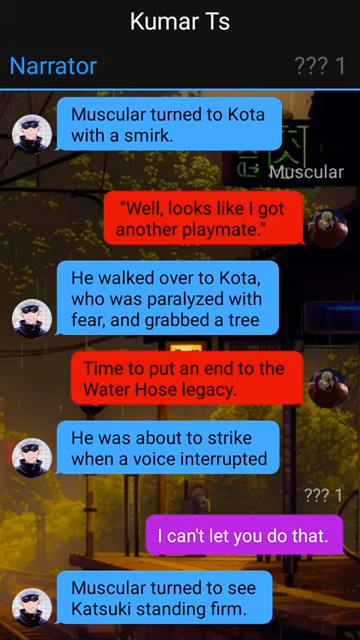 Kumar Ts
Narrator
??? 1
Muscular turned to Kota
with a smirk.
Muscular
"Well, looks like I got
another playmate."
He walked over to Kota,
who was paralyzed with
fear, and grabbed a tree
Time to put an end to the
Water Hose legacy.
He was about to strike
when a voice interrupted
??? 1
I can't let you do that.
Muscular turned to see
Katsuki standing firm.